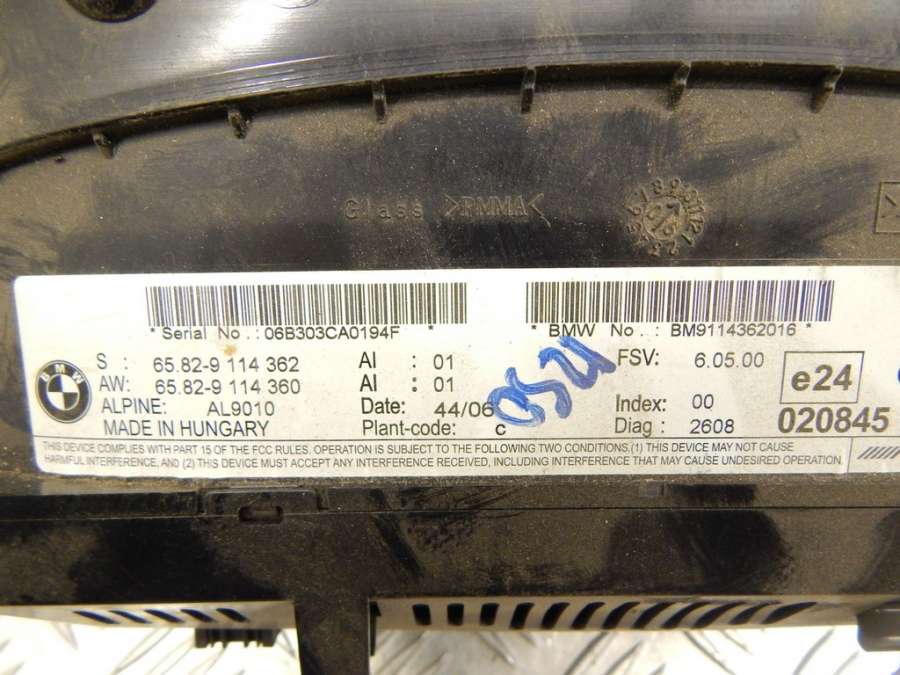 Glass >PMMA<
* Serial No .: 06B303CA0194F *
* BMW No.: BM9114362016 *
S : 65.82-9 114 362 AI : 01 FSV: 6.05.00
AW: 65.82-9 114 360 AI : 01 e24
ALPINE: AL9010 Date: 44/06 Index: 00
MADE IN HUNGARY Plant-code: c Diag : 2608 020845
BMW
THIS DEVICE COMPLIES WITH PART 15 OF THE FCC RULES. OPERATION IS SUBJECT TO THE FOLLOWING TWO CONDITIONS,(1) THIS DEVICE MAY NOT CAUSE
HARMFUL INTERFERENCE, AND (2) THIS DEVICE MUST ACCEPT ANY INTERFERENCE RECEIVED, INCLUDING INTERFERENCE THAT MAY CAUSE UNDESIRED OPERATION.